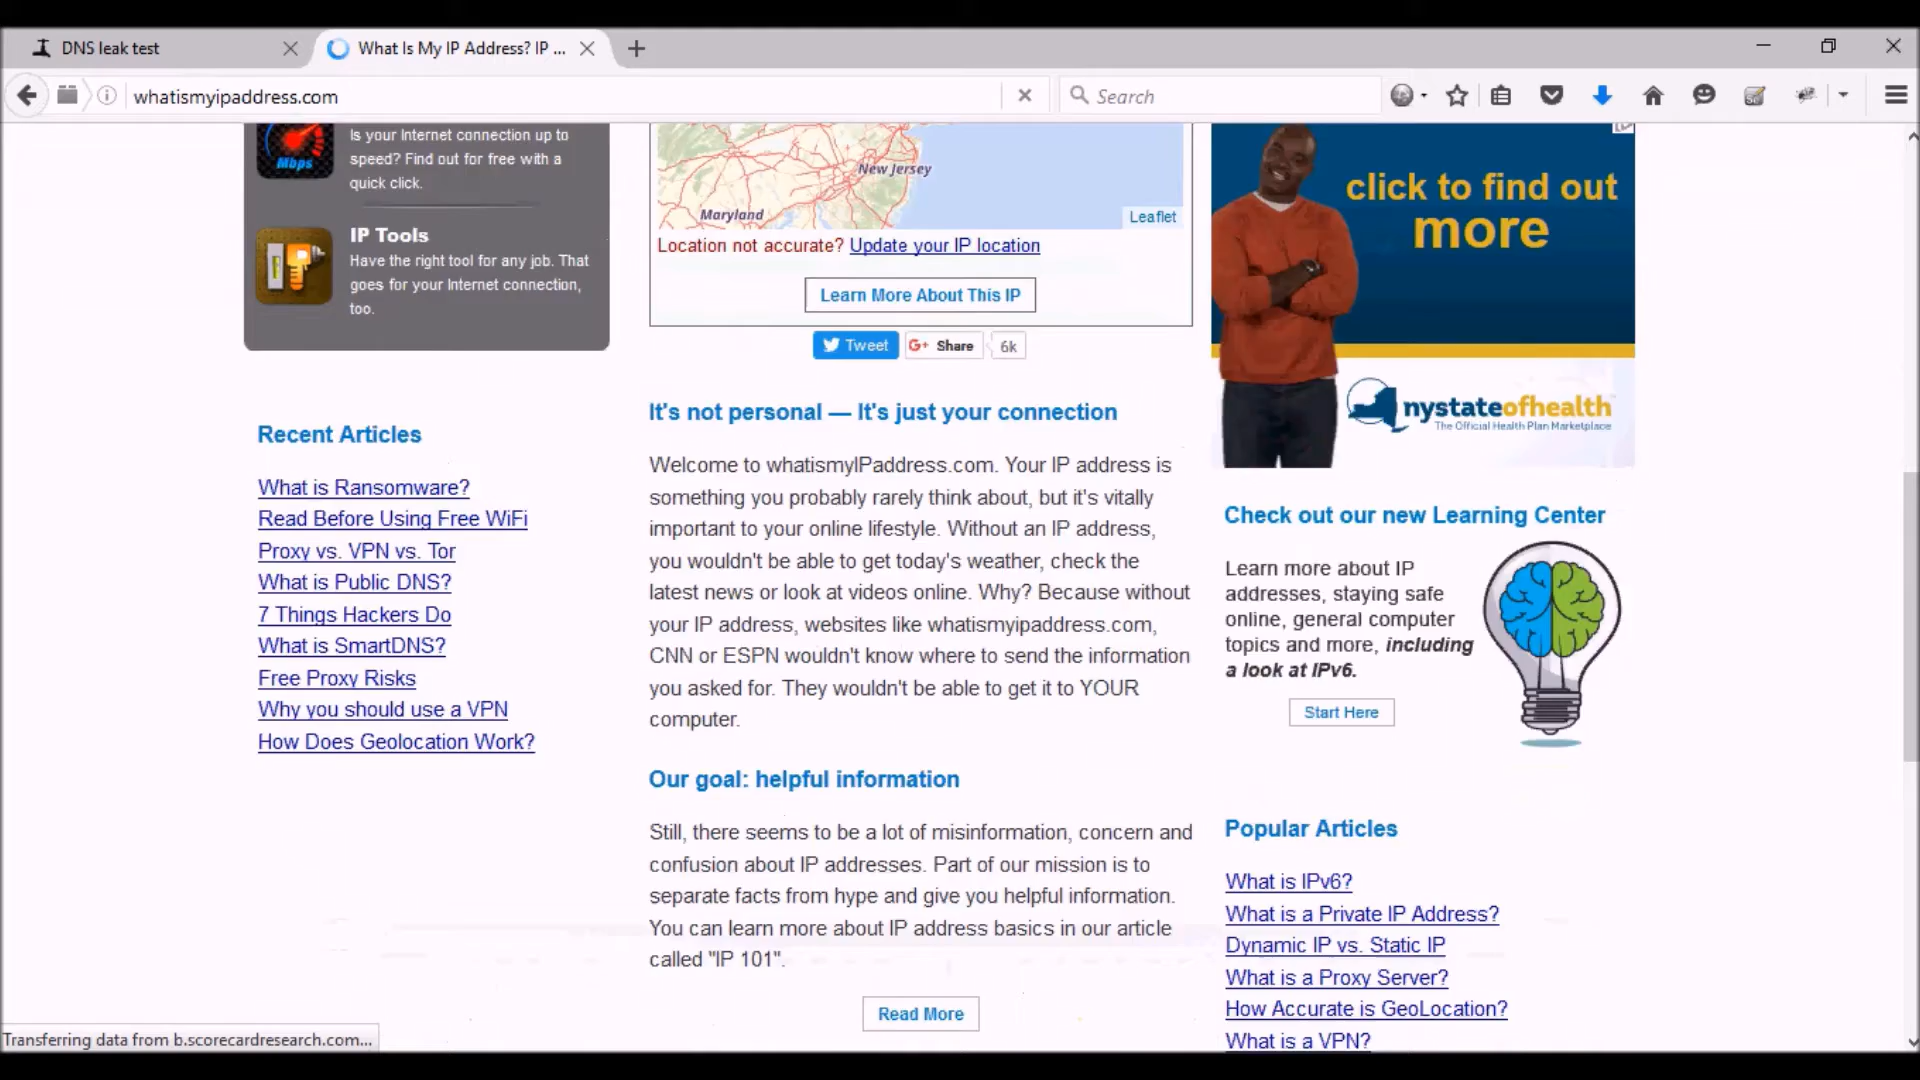 DNS leak test
What Is My IP Address? IP ...
whatismyipaddress.com
Search
Mbps
Is your Internet connection up to
speed? Find out for free with a
quick click.
IP Tools
Have the right tool for any job. That
goes for your Internet connection,
too.
Recent Articles
What is Ransomware?
Read Before Using Free WiFi
Proxy vs. VPN vs. Tor
What is Public DNS?
7 Things Hackers Do
What is SmartDNS?
Free Proxy Risks
Why you should use a VPN
How Does Geolocation Work?
New Jersey
Maryland
Leaflet
Location not accurate? Update your IP location
Learn More About This IP
Tweet
G+ Share
6k
It's not personal — It's just your connection
Welcome to whatismyIPaddress.com. Your IP address is
something you probably rarely think about, but it's vitally
important to your online lifestyle. Without an IP address,
you wouldn't be able to get today's weather, check the
latest news or look at videos online. Why? Because without
your IP address, websites like whatismyipaddress.com,
CNN or ESPN wouldn't know where to send the information
you asked for. They wouldn't be able to get it to YOUR
computer.
Our goal: helpful information
Still, there seems to be a lot of misinformation, concern and
confusion about IP addresses. Part of our mission is to
separate facts from hype and give you helpful information.
You can learn more about IP address basics in our article
called "IP 101".
Read More
click to find out
more
nystateofhealth
The Official Health Plan Marketplace
Check out our new Learning Center
Learn more about IP
addresses, staying safe
online, general computer
topics and more, including
a look at IPv6.
Start Here
Popular Articles
What is IPv6?
What is a Private IP Address?
Dynamic IP vs. Static IP
What is a Proxy Server?
How Accurate is GeoLocation?
What is a VPN?
Transferring data from b.scorecardresearch.com...